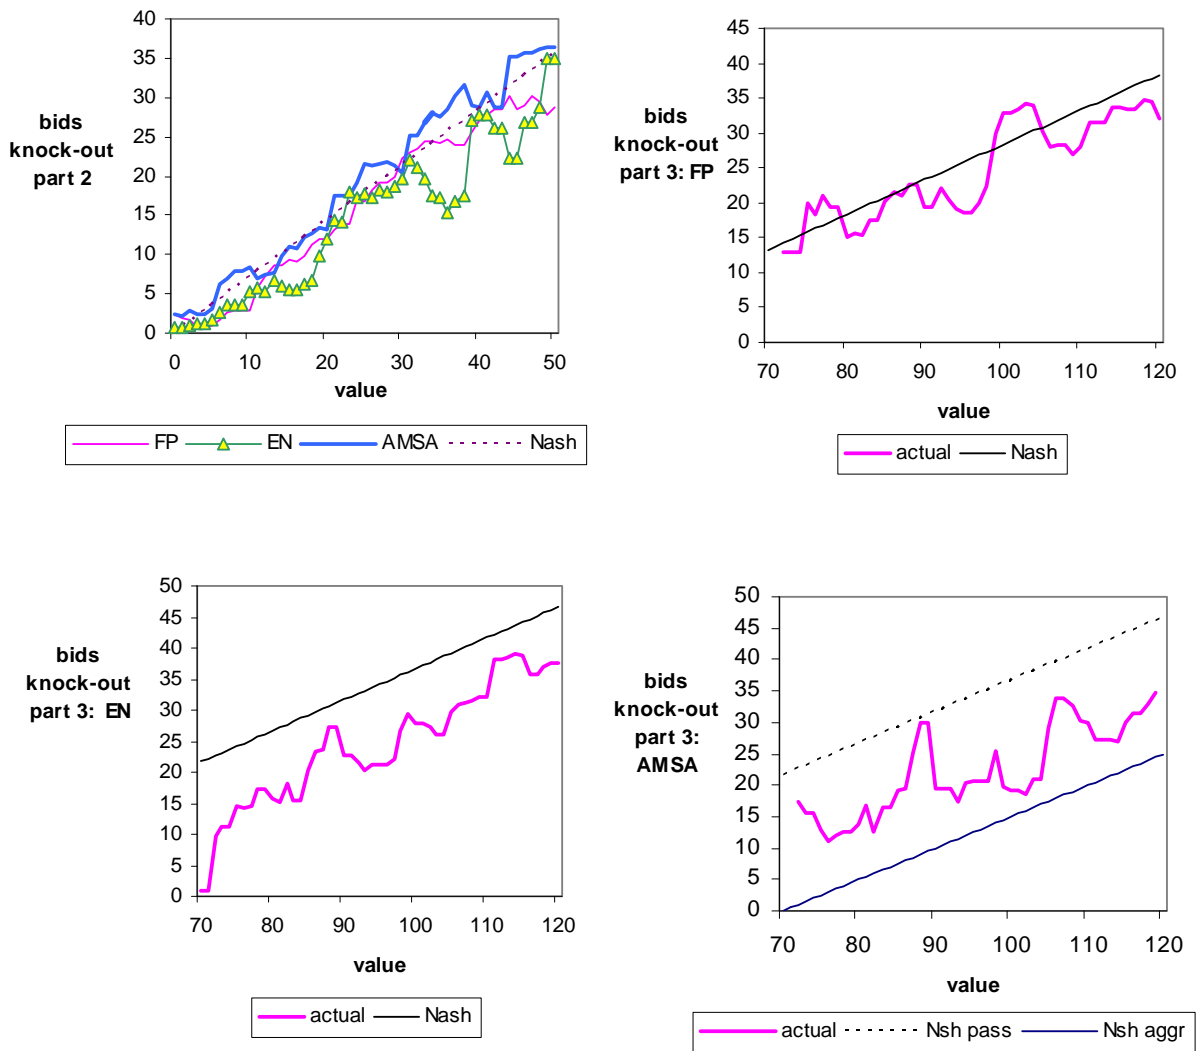 40
35
30
25
20
15
10
5
0
bids
knock-out
part 2
0 10 20 30 40 50
value
FP EN AMSA Nash
45
40
35
30
25
20
15
10
5
0
bids
knock-out
part 3: FP
70 80 90 100 110 120
value
actual Nash
50
45
40
35
30
25
20
15
10
5
0
bids
knock-out
part 3: EN
70 80 90 100 110 120
value
actual Nash
50
45
40
35
30
25
20
15
10
5
0
bids
knock-out
part 3:
AMSA
70 80 90 100 110 120
value
actual Nsh pass Nsh aggr